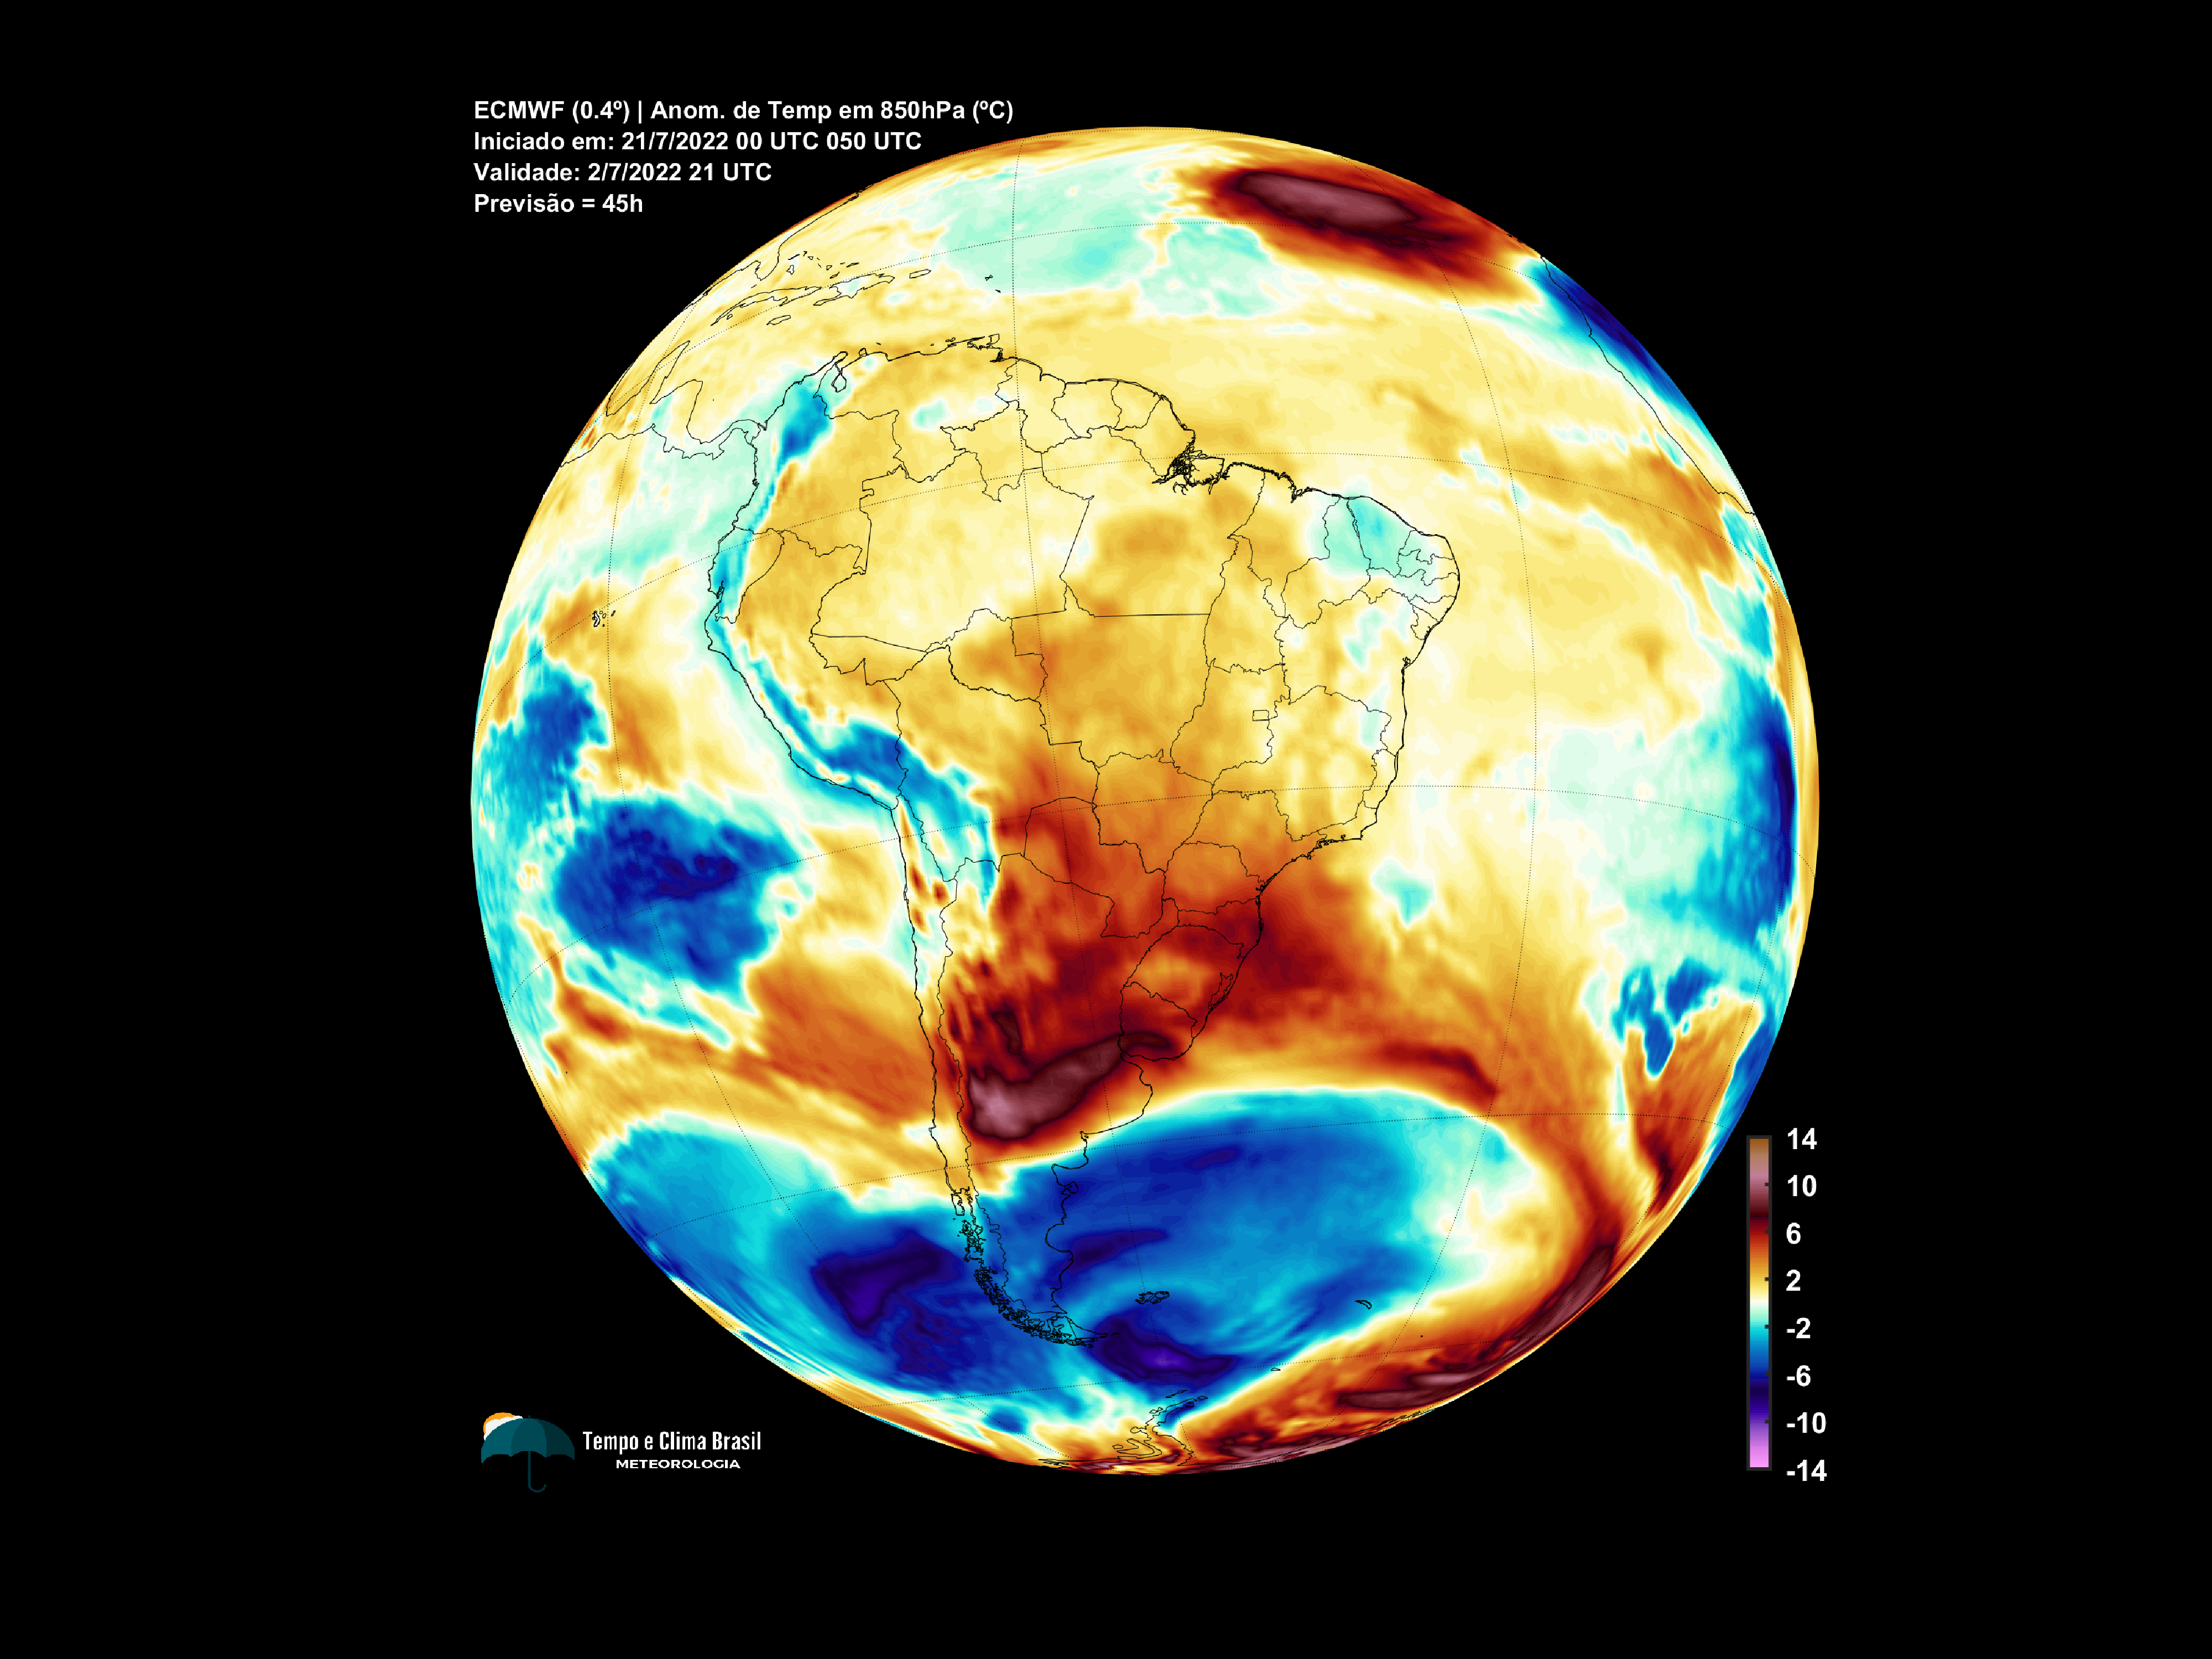 ECMWF (0.4º) | Anom. de Temp em 850hPa (ºC)
Iniciado em: 21/7/2022 00 UTC 050 UTC
Validade: 2/7/2022 21 UTC
Previsão = 45h
14
10
6
2
-2
-6
-10
-14
Tempo e Clima Brasil
METEOROLOGIA